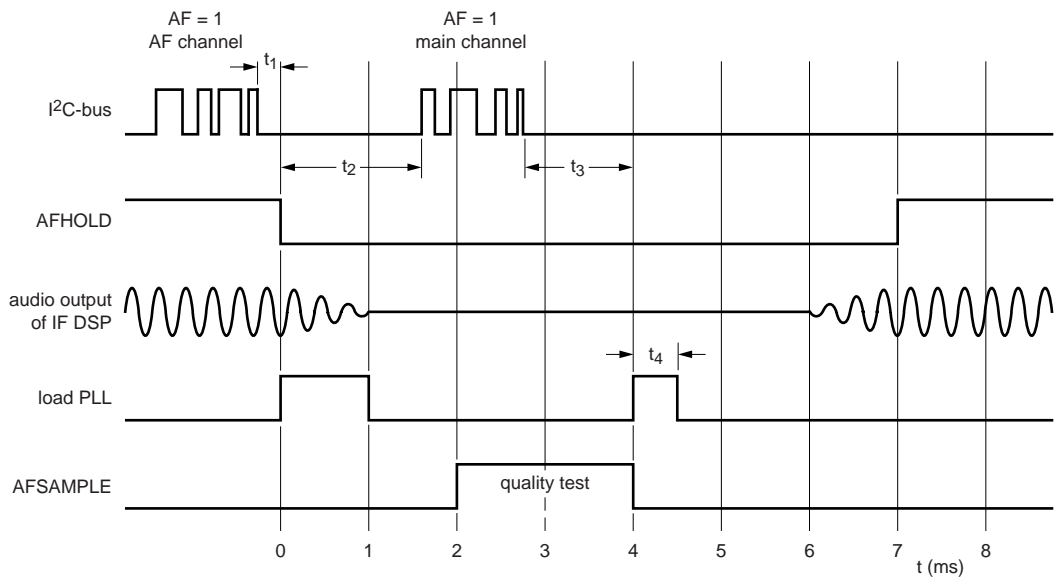 AF = 1
AF channel
AF = 1
main channel
t1
I2C-bus
t2
t3
AFHOLD
audio output
of IF DSP
t4
load PLL
AFSAMPLE
quality test
0 1 2 3 4 5 6 7 8
t (ms)